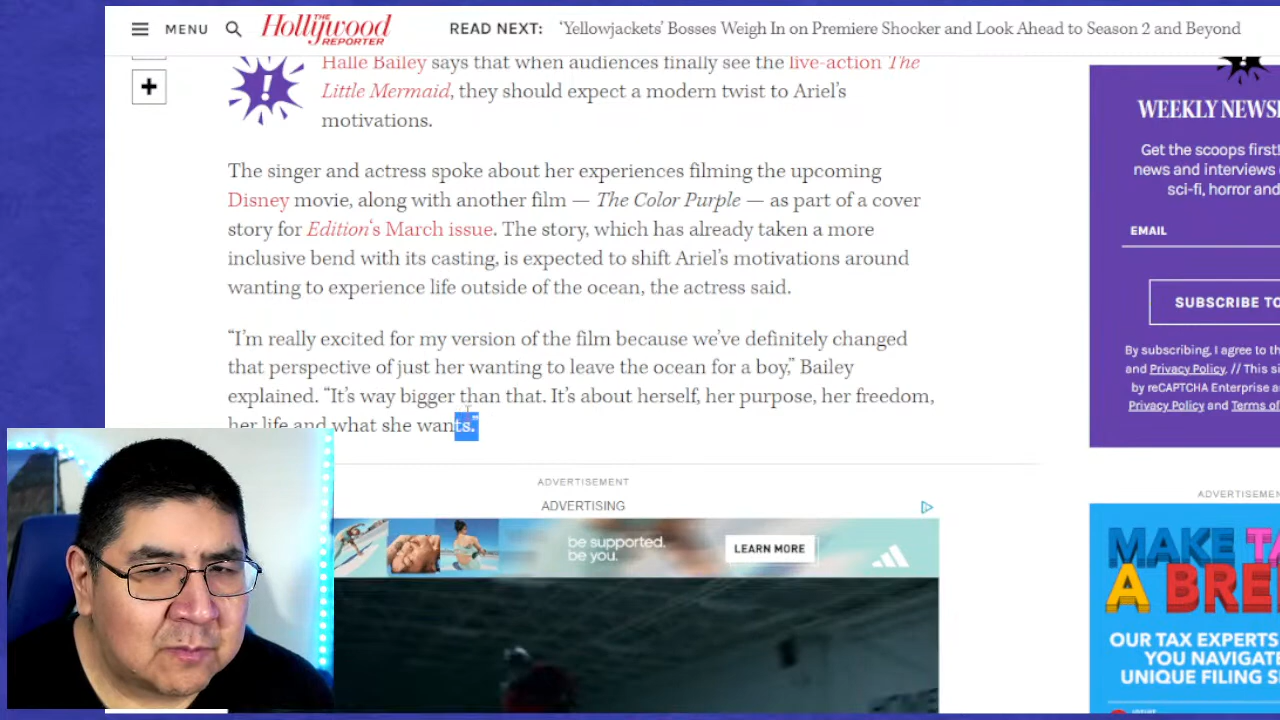 MENU
THE
Hollywood
REPORTER
READ NEXT: ‘Yellowjackets’ Bosses Weigh In on Premiere Shocker and Look Ahead to Season 2 and Beyond
Halle Bailey says that when audiences finally see the live-action The
Little Mermaid, they should expect a modern twist to Ariel’s
motivations.
The singer and actress spoke about her experiences filming the upcoming
Disney movie, along with another film — The Color Purple — as part of a cover
story for Edition‘s March issue. The story, which has already taken a more
inclusive bend with its casting, is expected to shift Ariel’s motivations around
wanting to experience life outside of the ocean, the actress said.
“I’m really excited for my version of the film because we’ve definitely changed
that perspective of just her wanting to leave the ocean for a boy,” Bailey
explained. “It’s way bigger than that. It’s about herself, her purpose, her freedom,
her life and what she wants.”
ADVERTISEMENT
ADVERTISING
be supported.
be you.
LEARN MORE
WEEKLY NEWS
Get the scoops first!
news and interviews
sci-fi, horror and
EMAIL
SUBSCRIBE TO
By subscribing, I agree to th
and Privacy Policy. // This si
by reCAPTCHA Enterprise a
Privacy Policy and Terms of
ADVERTISEMEN
MAKE TA
A BRE
OUR TAX EXPERTS
YOU NAVIGATE
UNIQUE FILING S